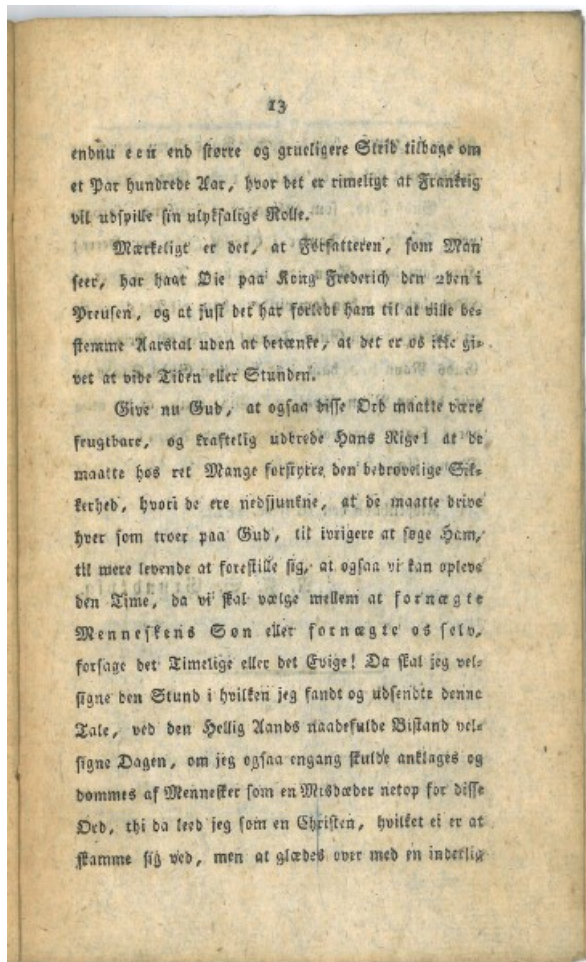 13
endnu een end større og grueligere Strid tilbage om
et Par hundrede Aar, hvor det er rimeligt at Frankrig
vil udspille sin ulyksalige Rolle.
Mærkeligt er det, at Forfatteren, som Man
seer, har havt Øie paa Kong Frederich den 2den i
Preusen, og at just det har forledt ham til at ville be-
stemme Aarstal uden at betænke, at det er os ikke gi-
vet at vide Tiden eller Stunden.
Give nu Gud, at ogsaa disse Ord maatte være
frugtbare, og kraftelig udbrede Hans Rige! at de
maatte hos ret Mange forstyrre den bedrøvelige Sik-
kerhed, hvori de ere nedsjunkne, at de maatte drive
hver som troer paa Gud, til ivrigere at søge Ham,
til mere levende at forestille sig, at ogsaa vi kan opleve
den Time, da vi skal vælge mellem at fornægte
Menneskens Søn eller fornægte os selv,
forsage det Timelige eller det Evige! Da skal jeg vel-
signe den Stund i hvilken jeg fandt og udsendte denne
Tale, ved den Hellig Aands naadefulde Bistand vel-
signe Dagen, om jeg ogsaa engang skulde anklages og
dømmes af Mennesker som en Misdæder netop for disse
Ord, thi da leed jeg som en Christen, hvilket ei er at
skamme sig ved, men at glædes over med en inderlig